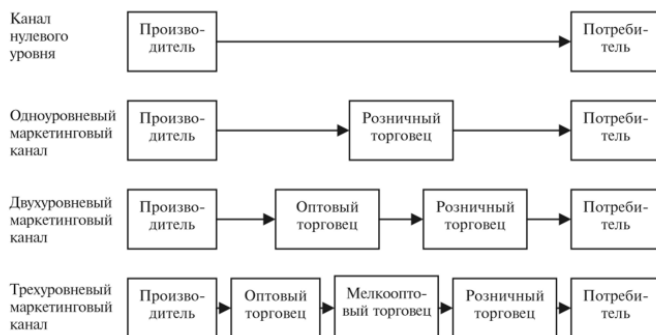 Канал
нулевого
уровня
Произво-
дитель
Потреби-
тель
Одноуровневый
маркетинговый
канал
Произво-
дитель
Розничный
торговец
Потреби-
тель
Двухуровневый
маркетинговый
канал
Произво-
дитель
Оптовый
торговец
Розничный
торговец
Потреби-
тель
Трехуровневый
маркетинговый
канал
Произво-
дитель
Оптовый
торговец
Мелкоопто-
вый торговец
Розничный
торговец
Потреби-
тель